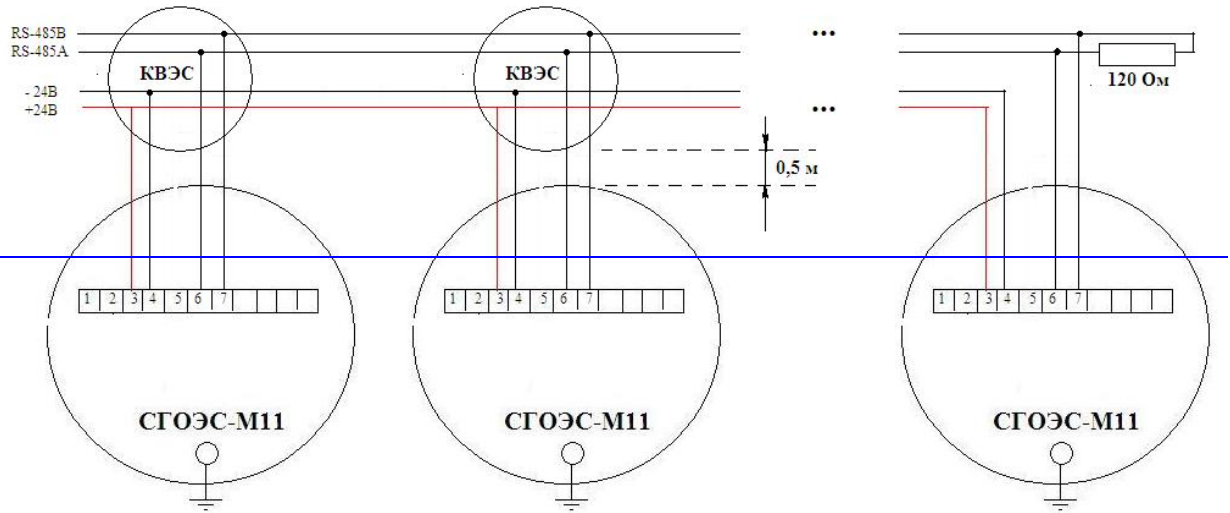 RS-485B
...
RS-485A
КВЭС
КВЭС
120 Ом
- 24В
+24В
...
0,5 м
1 2 3 4 5 6 7
1 2 3 4 5 6 7
1 2 3 4 5 6 7
СГОЭС-М11
СГОЭС-М11
СГОЭС-М11